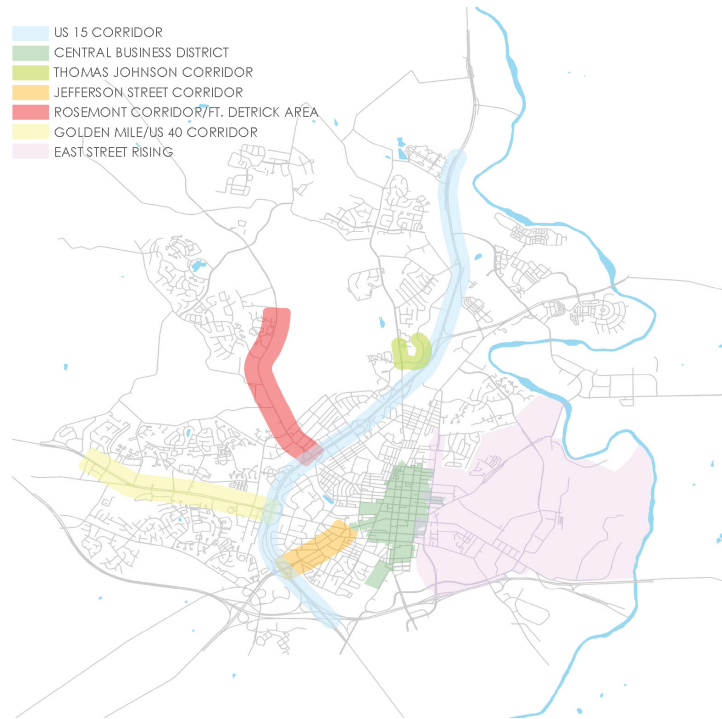 US 15 CORRIDOR
CENTRAL BUSINESS DISTRICT
THOMAS JOHNSON CORRIDOR
JEFFERSON STREET CORRIDOR
ROSEMONT CORRIDOR/FT. DETRICK AREA
GOLDEN MILE/US 40 CORRIDOR
EAST STREET RISING